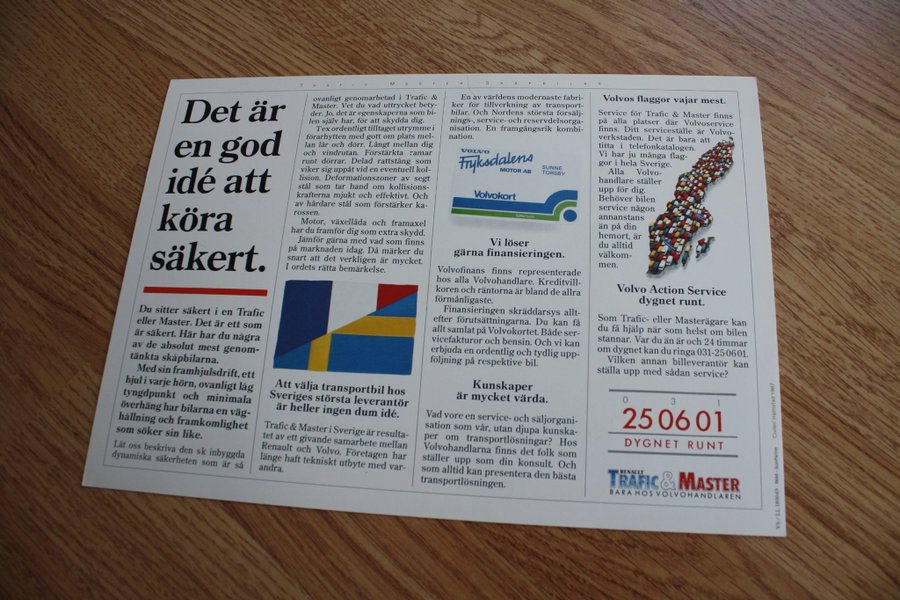 Det är
en god
idé att
köra
säkert.
Du sitter säkert i en Trafic
eller Master. Det är ett som
är säkert. Här har du några
av de absolut mest genom-
tänkta skåpbilarna.
Med sin framhjulsdrift, ett
hjul i varje hörn, ovanligt låg
tyngdpunkt och minimala
överhäng har bilarna en väg-
hållning och framkomlighet
som söker sin like.
Låt oss beskriva den sk inbyggda
dynamiska säkerheten som är så
ovanligt genomarbetad i Trafic &
Master. Vet du vad uttrycket bety-
der? Jo, det är egenskaperna som bi-
len själv har, för att skydda dig.
Tex ordentligt tilltaget utrymme i
förarhytten med gott om plats mel-
lan lår och dörr. Långt mellan dig
och vindrutan. Förstärkta ramar
runt dörrar. Delad rattstång som
viker sig uppåt vid en eventuell kol-
lision. Deformationszoner av segt
stål som tar hand om kollisions-
krafterna mjukt och effektivt. Och
av hårdare stål som förstärker ka-
rossen.
Motor, växellåda och framaxel
har du framför dig som extra skydd.
Jämför gärna med vad som finns
på marknaden idag. Då märker du
snart att det verkligen är mycket.
I ordets rätta bemärkelse.
Att välja transportbil hos
Sveriges största leverantör
är heller ingen dum idé.
Trafic & Master i Sverige är resulta-
tet av ett givande samarbete mellan
Renault och Volvo. Företagen har
länge haft tekniskt utbyte med var-
andra.
En av världens modernaste fabri-
ker för tillverkning av transport-
bilar. Och Nordens största försälj-
nings-, service- och reservdelsorga-
nisation. En framgångsrik kombi-
nation.
VOLVO
Fryksdalens
MOTOR AB
SUNNE
TORSBY
Volvokort
Vi löser
gärna finansieringen.
Volvofinans finns representerade
hos alla Volvohandlare. Kreditvill-
koren och räntorna är bland de allra
förmånligaste.
Finansieringen skräddarsys allt-
efter förutsättningarna. Du kan få
allt samlat på Volvokortet. Både ser-
vicefakturor och bensin. Och vi kan
erbjuda en ordentlig och tydlig upp-
följning på respektive bil.
Kunskaper
är mycket värda.
Vad vore en service- och säljorgani-
sation som vår, utan djupa kunska-
per om transportlösningar? Hos
Volvohandlarna finns det folk som
ställer upp som din konsult. Och
som alltid kan presentera den bästa
transportlösningen.
Volvos flaggor vajar mest.
Service för Trafic & Master finns
på alla platser där Volvoservice
finns. Ditt serviceställe är Volvo-
verkstaden. Det är bara att
titta i telefonkatalogen.
Vi har ju många flag-
gor i hela Sverige.
Alla Volvo-
handlare ställer
upp för dig.
Behöver bilen
service någon
annanstans
än på din
hemort, är
du alltid
välkom-
men.
Volvo Action Service
dygnet runt.
Som Trafic- eller Masterägare kan
du få hjälp när som helst om bilen
stannar. Var du än är och 24 timmar
om dygnet kan du ringa 031-25 06 01.
Vilken annan billeverantör kan
ställa upp med sådan service?
0 3 1
25 06 01
DYGNET RUNT
RENAULT
TRAFIC & MASTER
BARA HOS VOLVOHANDLAREN